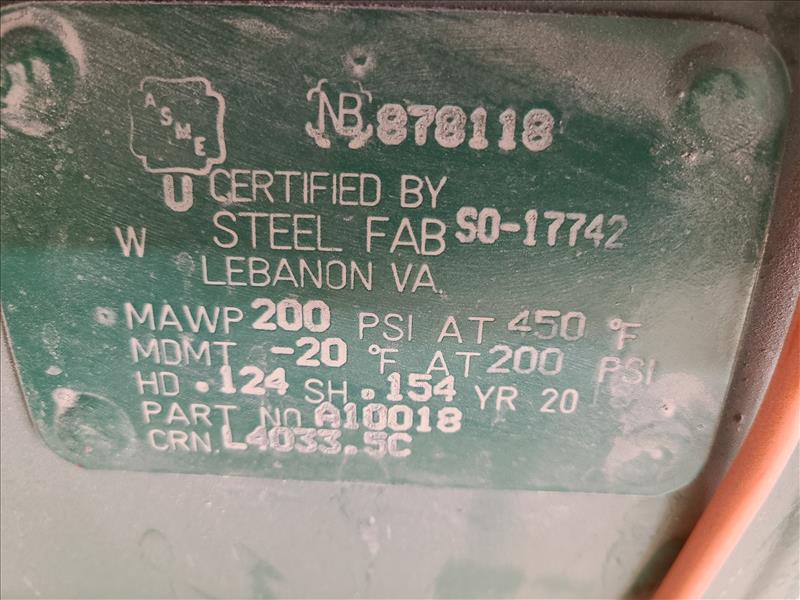 ASME NB 878118
U CERTIFIED BY
W STEEL FAB SO-17742
LEBANON VA.
MAWP 200 PSI AT 450 °F
MDMT -20 °F AT 200 PSI
HD .124 SH .154 YR 20
PART NO. A10018
CRN L4033.5C